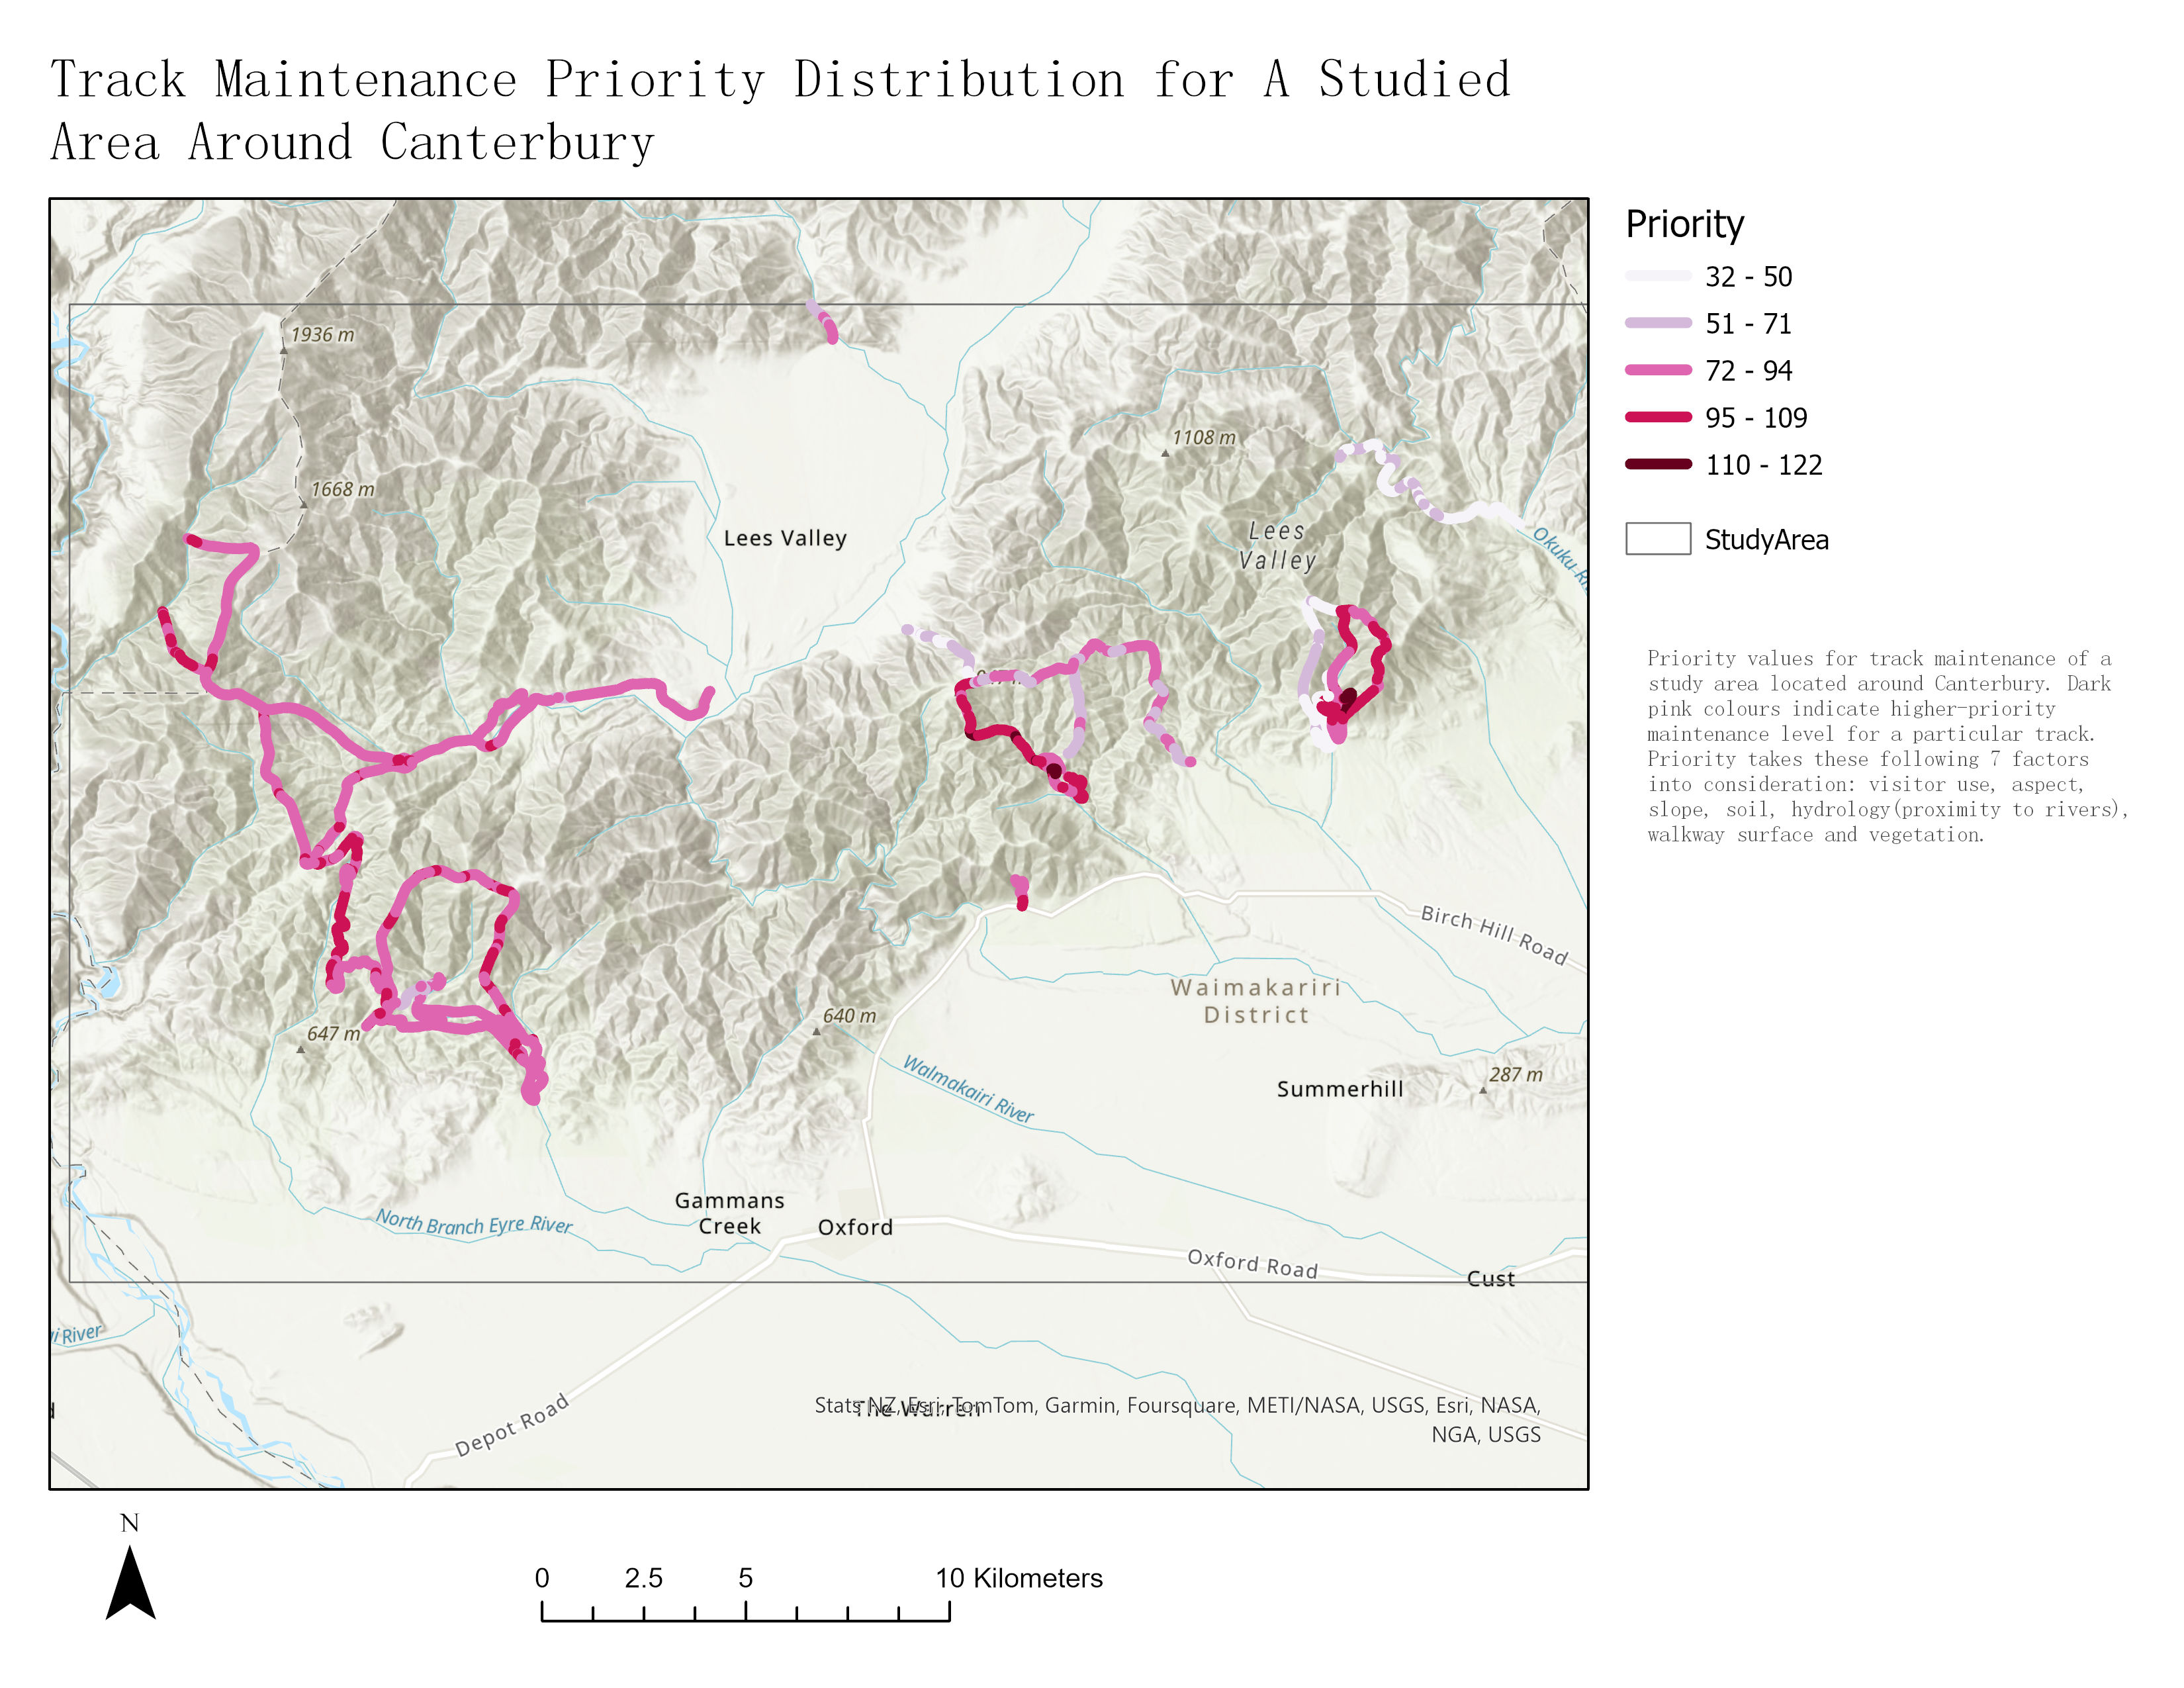 Track Maintenance Priority Distribution for A Studied
Area Around Canterbury
Priority
32 - 50
51 - 71
72 - 94
95 - 109
110 - 122
StudyArea
Priority values for track maintenance of a
study area located around Canterbury. Dark
pink colours indicate higher-priority
maintenance level for a particular track.
Priority takes these following 7 factors
into consideration: visitor use, aspect,
slope, soil, hydrology(proximity to rivers),
walkway surface and vegetation.
1936 m
1108 m
1668 m
Lees Valley
Lees
Valley
Okuku
Birch Hill Road
Waimakariri
District
640 m
647 m
Walmakairi River
Summerhill
287 m
Gammans
Creek
Oxford
North Branch Eyre River
Oxford Road
Cust
River
Depot Road
The Warren
Stats NZ, Esri, TomTom, Garmin, Foursquare, METI/NASA, USGS, Esri, NASA,
NGA, USGS
N
0 2.5 5 10 Kilometers